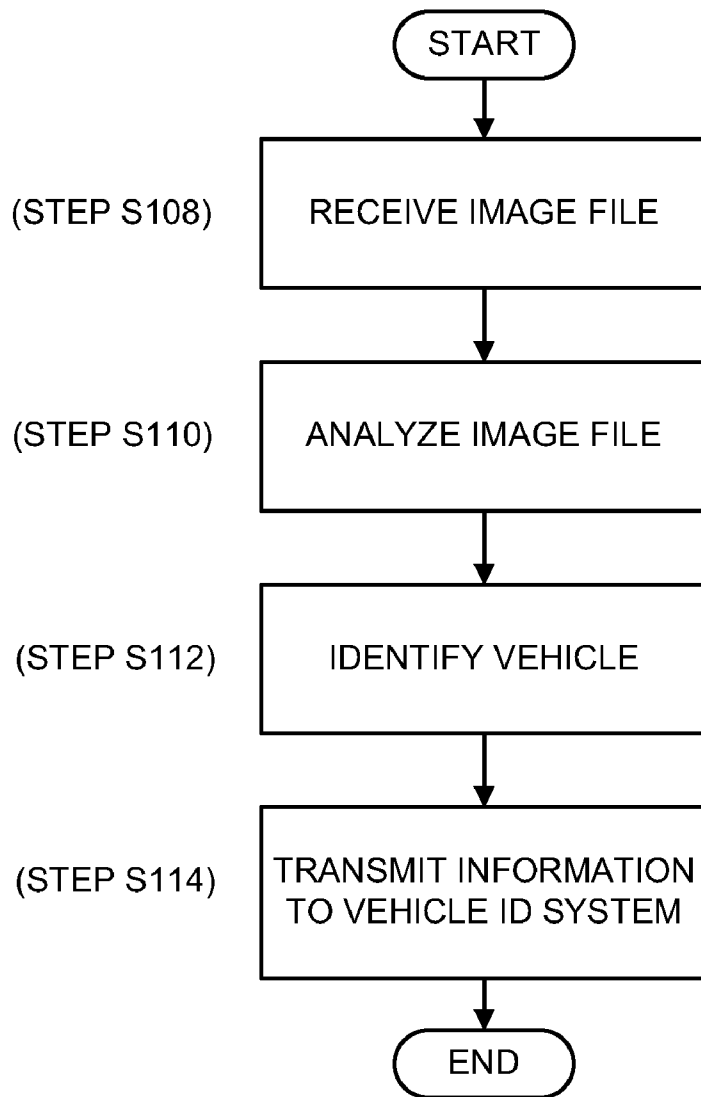 START
(STEP S108)
RECEIVE IMAGE FILE
(STEP S110)
ANALYZE IMAGE FILE
(STEP S112)
IDENTIFY VEHICLE
(STEP S114)
TRANSMIT INFORMATION
TO VEHICLE ID SYSTEM
END